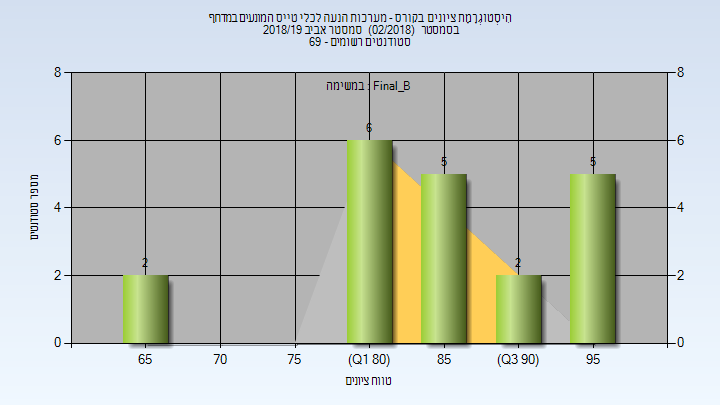 היסטוגרמת ציונים בקורס - מערכות הנעה לכלי טייס המונעים במדחף
בסמסטר (02/2018) סמסטר אביב 2018/19
סטודנטים רשומים - 69
במשימה : Final_B
8 8
6 6
6
5 5
4 4
2 2
2 2
0 0
65 70 75 (Q1 80) 85 (Q3 90) 95
טווח ציונים
מספר סטודנטים